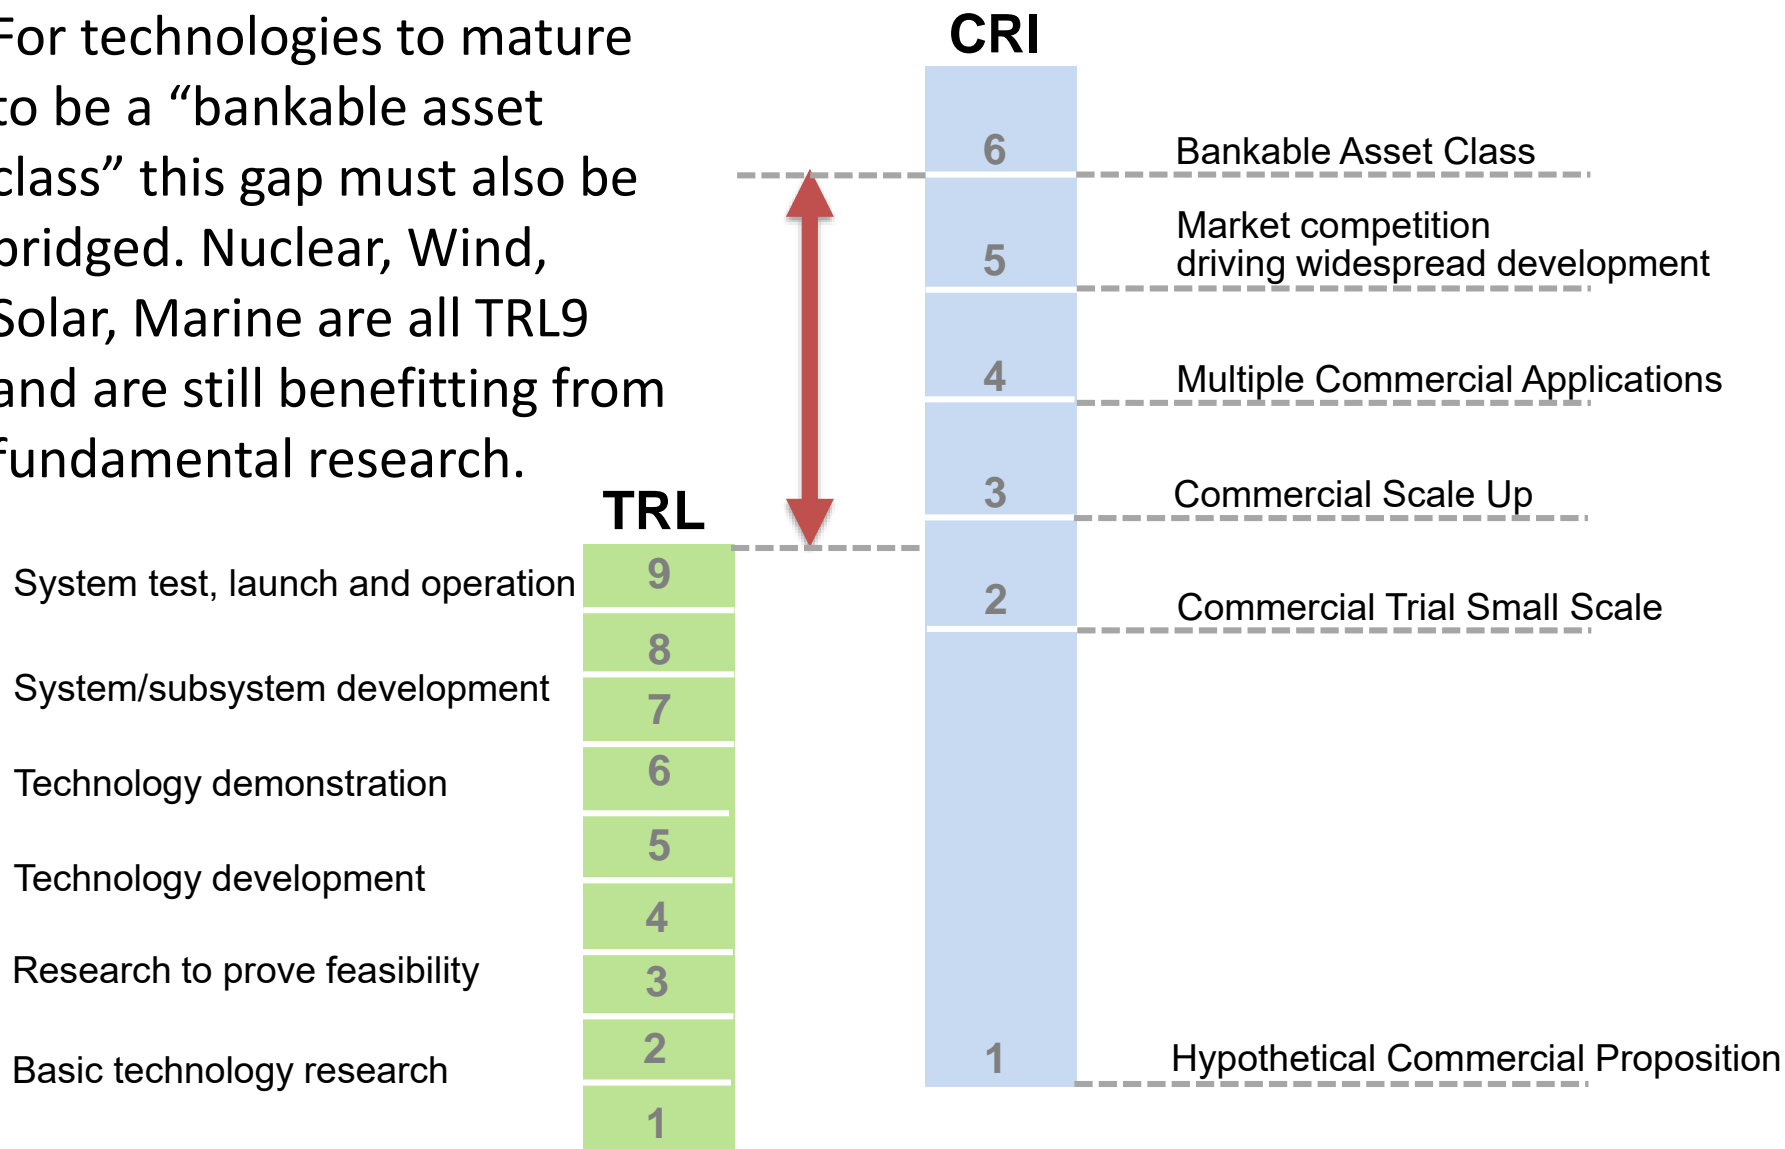 For technologies to mature
to be a “bankable asset
class” this gap must also be
bridged. Nuclear, Wind,
Solar, Marine are all TRL9
and are still benefitting from
fundamental research.
TRL
System test, launch and operation
9
8
System/subsystem development
7
6
Technology demonstration
5
Technology development
4
Research to prove feasibility
3
2
Basic technology research
1
CRI
6
Bankable Asset Class
Market competition
5
driving widespread development
4
Multiple Commercial Applications
3
Commercial Scale Up
2
Commercial Trial Small Scale
1
Hypothetical Commercial Proposition